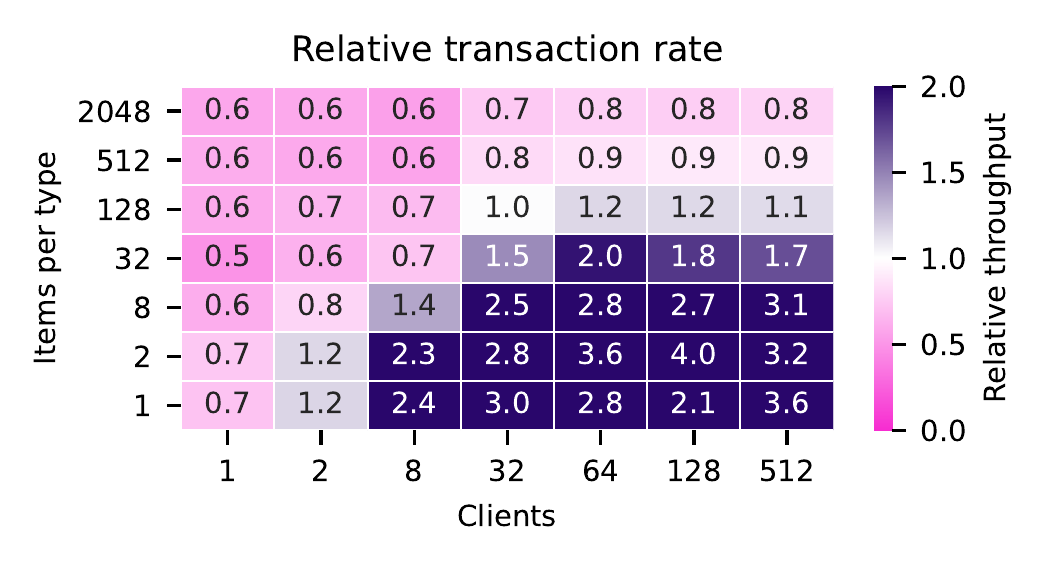 Relative transaction rate
2048 0.6 0.6 0.6 0.7 0.8 0.8 0.8
512 0.6 0.6 0.6 0.8 0.9 0.9 0.9
128 0.6 0.7 0.7 1.0 1.2 1.2 1.1
32 0.5 0.6 0.7 1.5 2.0 1.8 1.7
8 0.6 0.8 1.4 2.5 2.8 2.7 3.1
2 0.7 1.2 2.3 2.8 3.6 4.0 3.2
1 0.7 1.2 2.4 3.0 2.8 2.1 3.6
1 2 8 32 64 128 512
Clients
Items per type
2.0
1.5
1.0
0.5
0.0
Relative throughput